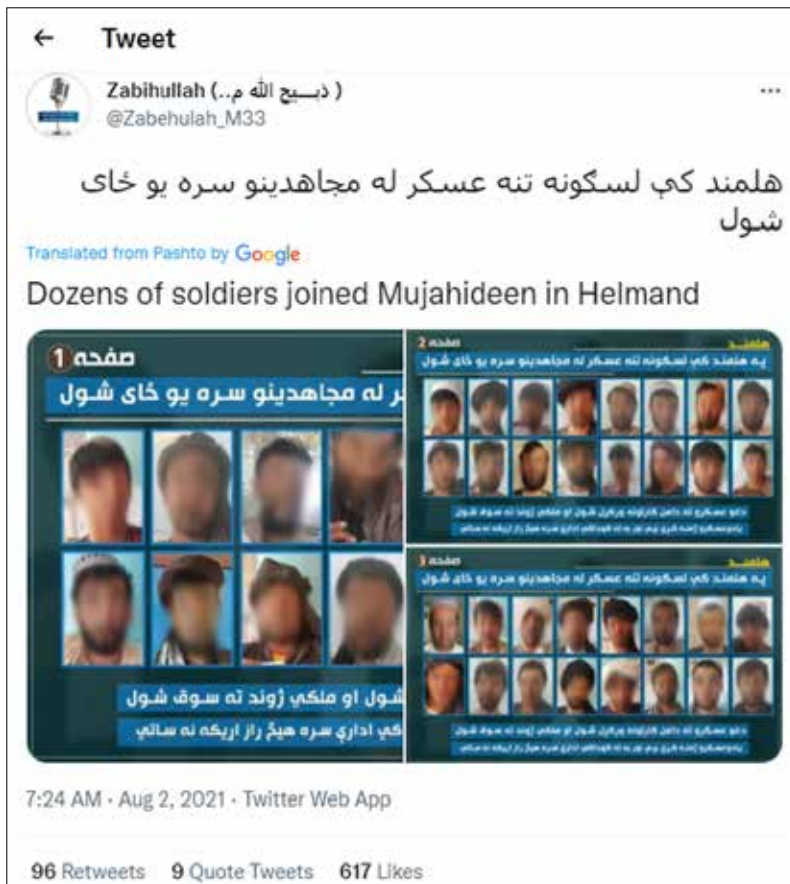 ← Tweet
Zabihullah (..ذبـــيح الله م )
@Zabehulah_M33
هلمند کې لسګونه تنه عسکر له مجاهدینو سره یو ځای
شول
Translated from Pashto by Google
Dozens of soldiers joined Mujahideen in Helmand
صفحه 1
ر له مجاهدینو سره یو ځای شول
شول او ملکي ژوند ته سوق شول
کي ادارې سره هیڅ راز اړیکه نه ساتي
صفحه 2
هلمند
په هلمند کې لسګونه تنه عسکر له مجاهدینو سره یو ځای شول
صفحه 3
هلمند
په هلمند کې لسګونه تنه عسکر له مجاهدینو سره یو ځای شول
7:24 AM · Aug 2, 2021 · Twitter Web App
96 Retweets 9 Quote Tweets 617 Likes